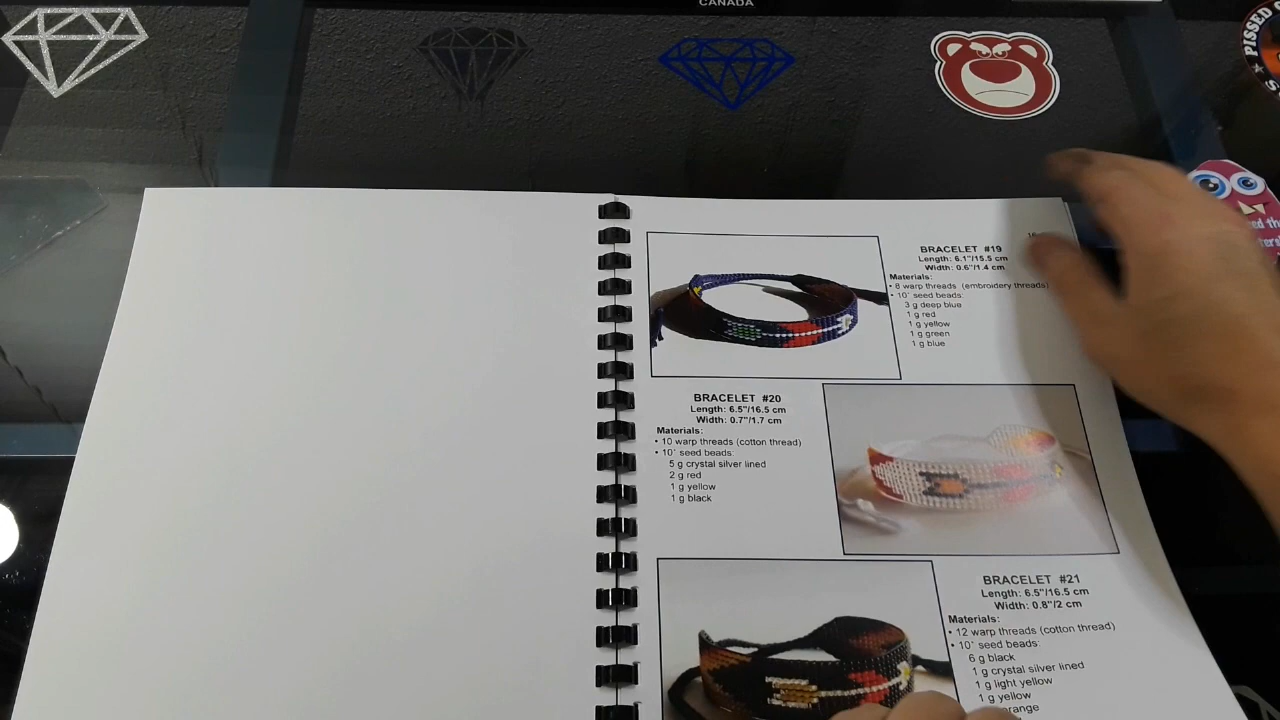 CANADA
PISSED
BRACELET #19
Length: 6.1"/15.5 cm
Width: 0.6"/1.4 cm
Materials:
• 8 warp threads (embroidery threads)
• 10˚ seed beads:
3 g deep blue
1 g red
1 g yellow
1 g green
1 g blue
BRACELET #20
Length: 6.5"/16.5 cm
Width: 0.7"/1.7 cm
Materials:
• 10 warp threads (cotton thread)
• 10˚ seed beads:
5 g crystal silver lined
2 g red
1 g yellow
1 g black
BRACELET #21
Length: 6.5"/16.5 cm
Width: 0.8"/2 cm
Materials:
• 12 warp threads (cotton thread)
• 10˚ seed beads:
6 g black
1 g crystal silver lined
1 g light yellow
1 g yellow
orange